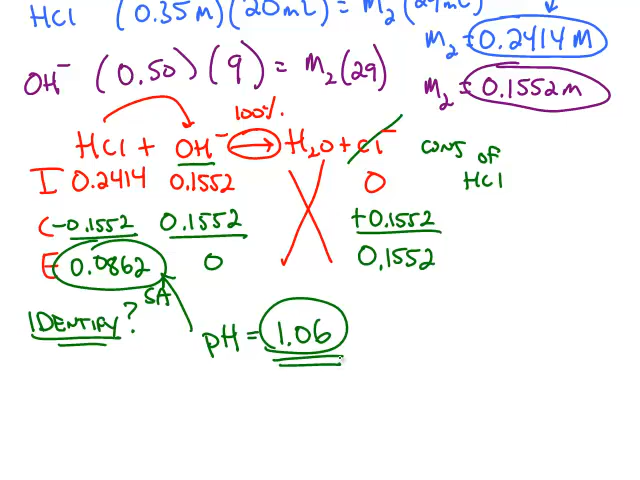 HCl (0.35 M)(20mL) = M2(29mL)
M2 = 0.2414 M
OH⁻ (0.50)(9) = M2(29)
M2 = 0.1552 M
100%
HCl + OH⁻ → H2O + Cl⁻
cons of HCl
I 0.2414 0.1552 0
C -0.1552 0.1552 +0.1552
E 0.0862 0 0.1552
SA
IDENTIFY?
pH = 1.06